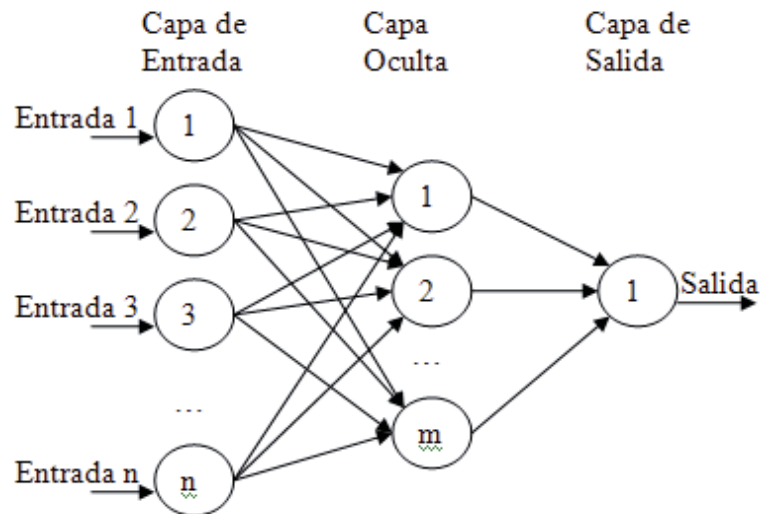 Capa de
Entrada
Capa
Oculta
Capa de
Salida
Entrada 1
1
Entrada 2
2
Entrada 3
3
...
Entrada n
n
1
2
...
m
1
Salida